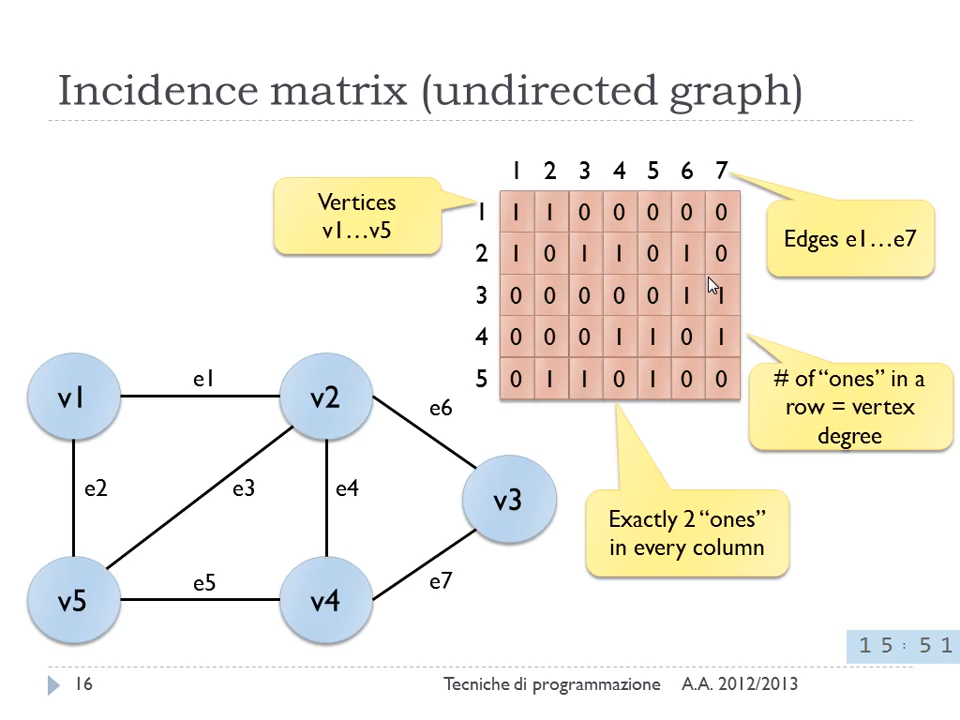 Incidence matrix (undirected graph)
1 2 3 4 5 6 7
Vertices
v1...v5
1 1 1 0 0 0 0 0
2 1 0 1 1 0 1 0
3 0 0 0 0 0 1 1
4 0 0 0 1 1 0 1
5 0 1 1 0 1 0 0
Edges e1...e7
# of “ones” in a
row = vertex
degree
Exactly 2 “ones”
in every column
v1
e1
v2
e6
e2
e3
e4
v3
v5
e5
v4
e7
15:51
16
Tecniche di programmazione A.A. 2012/2013